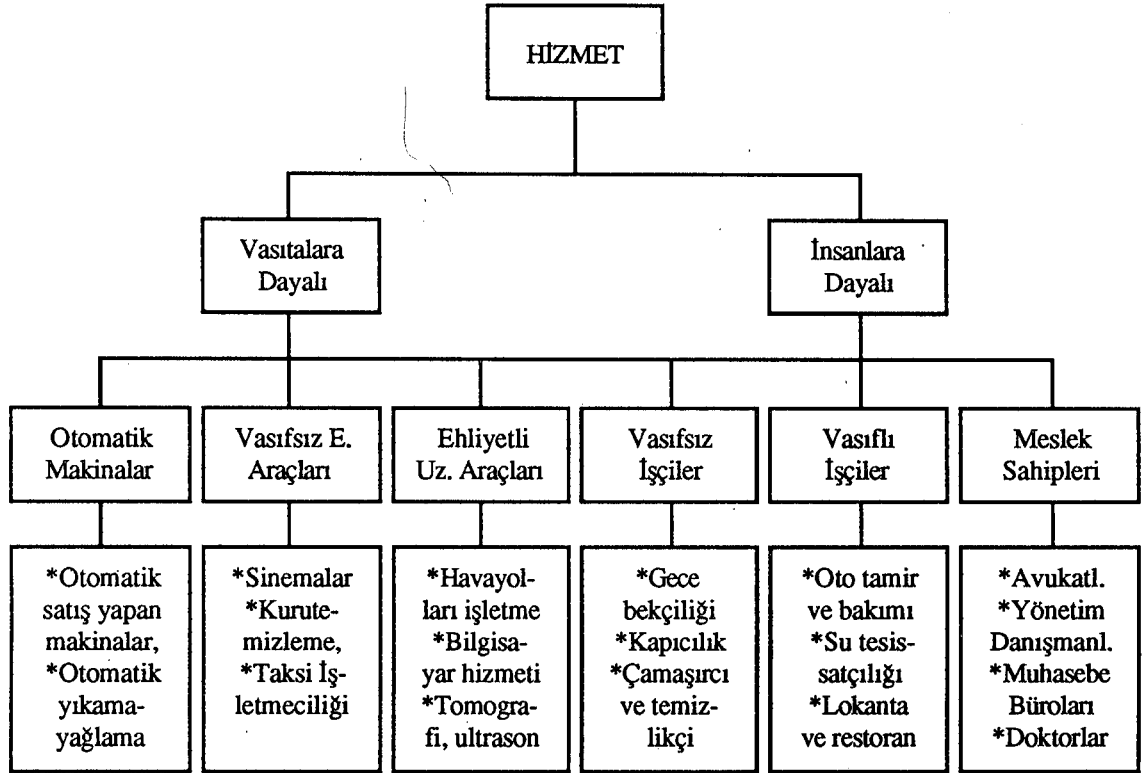 HİZMET
Vasıtalara
Dayalı
İnsanlara
Dayalı
Otomatik
Makinalar
Vasıfsız E.
Araçları
Ehliyetli
Uz. Araçları
Vasıfsız
İşçiler
Vasıflı
İşçiler
Meslek
Sahipleri
*Otomatik
satış yapan
makinalar,
*Otomatik
yıkama-
yağlama
*Sinemalar
*Kurute-
mizleme,
*Taksi İş-
letmeciliği
*Havayol-
ları işletme
*Bilgisa-
yar hizmeti
*Tomogra-
fi, ultrason
*Gece
bekçiliği
*Kapıcılık
*Çamaşırcı
ve temiz-
likçi
*Oto tamir
ve bakımı
*Su tesis-
satçılığı
*Lokanta
ve restoran
*Avukatl.
*Yönetim
Danışmanl.
*Muhasebe
Büroları
*Doktorlar